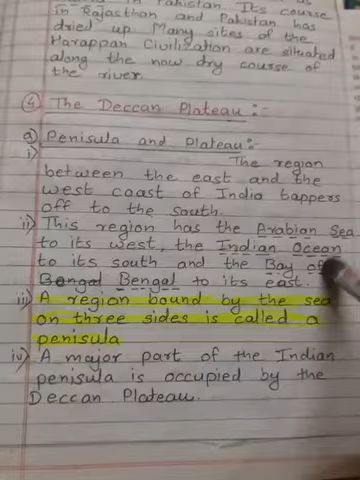 in Pakistan Its course
in Rajasthan and Pakistan has
dried up Many sites of the
Harappan Civilization are situated
along the now dry course of
the river.
④ The Deccan Plateau :-
a) Penisula and Plateau:-
i) The region
between the east and the
west coast of India tappers
off to the south.
ii) This region has the Arabian Sea
to its west, the Indian Ocean
to its south and the Bay of
Bengal Bengal to its east.
iii) A region bound by the sea
on three sides is called a
penisula
iv) A major part of the Indian
penisula is occupied by the
Deccan Plateau.